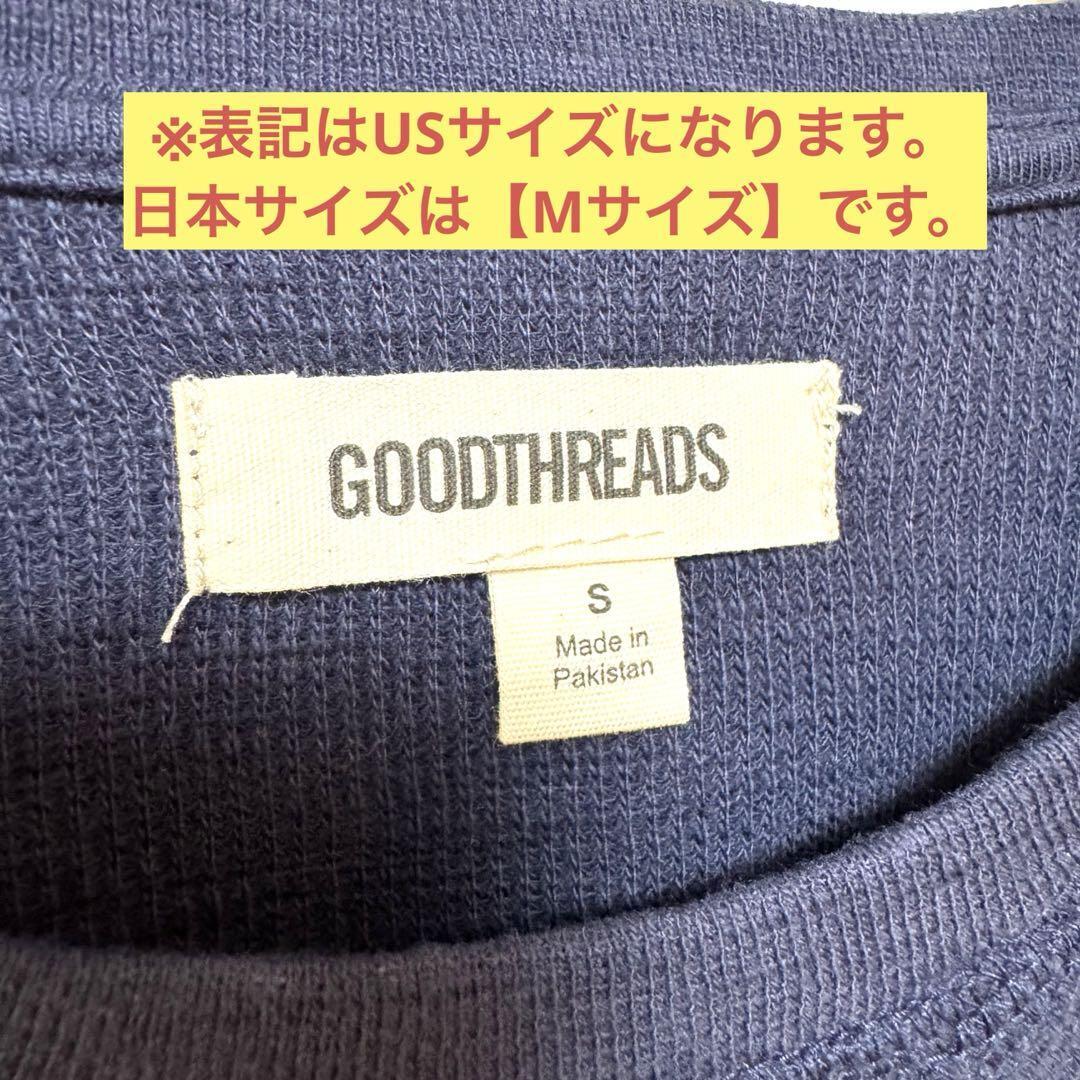 ※表記はUSサイズになります。
日本サイズは【Mサイズ】です。
GOODTHREADS
S
Made in
Pakistan